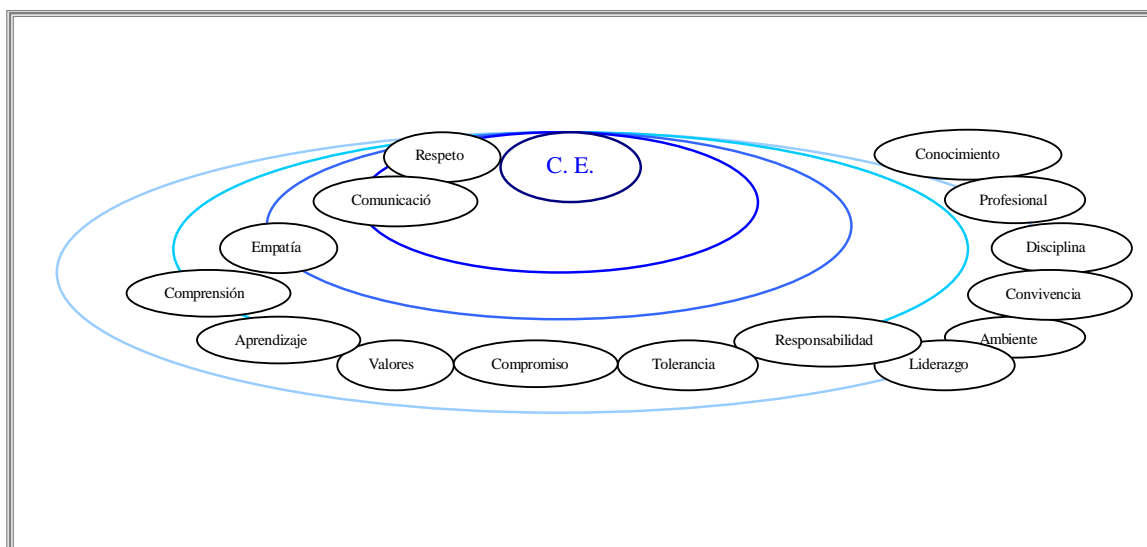 C. E.
Respeto
Comunicació
Empatía
Comprensión
Aprendizaje
Valores
Compromiso
Tolerancia
Responsabilidad
Liderazgo
Ambiente
Convivencia
Disciplina
Profesional
Conocimiento